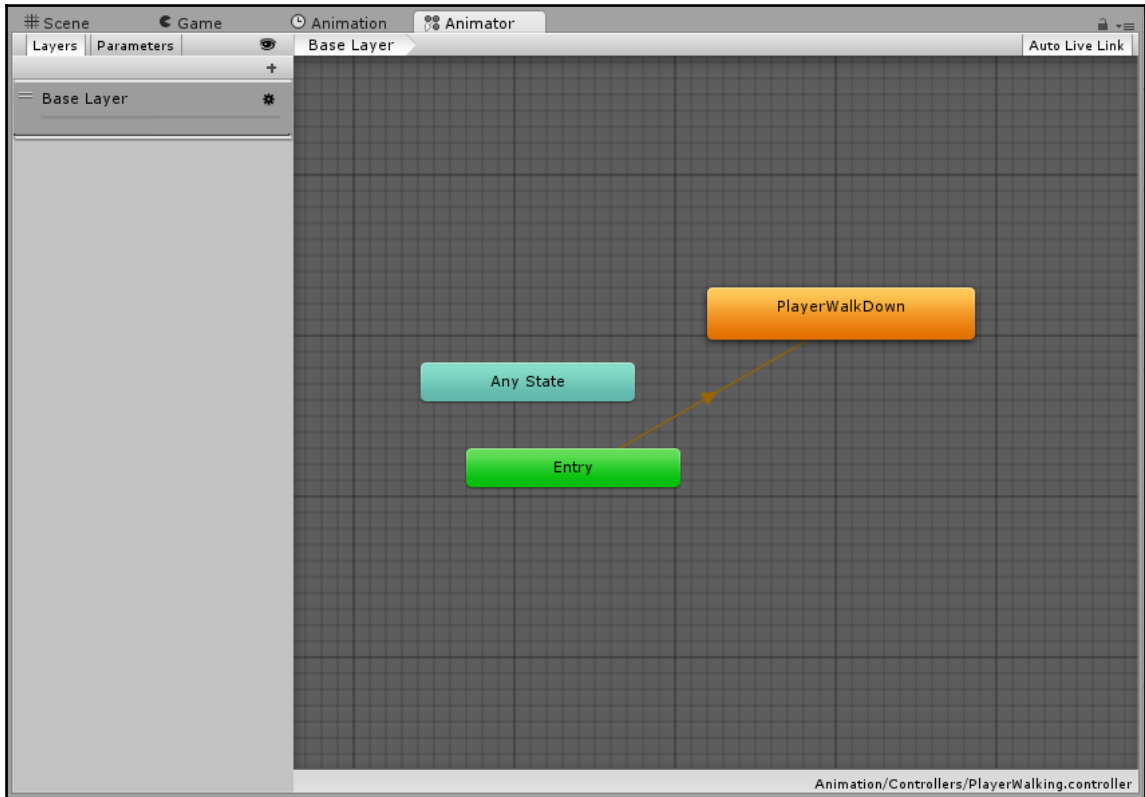 Scene Game Animation Animator
Layers Parameters Base Layer Auto Live Link
+
Base Layer
PlayerWalkDown
Any State
Entry
Animation/Controllers/PlayerWalking.controller